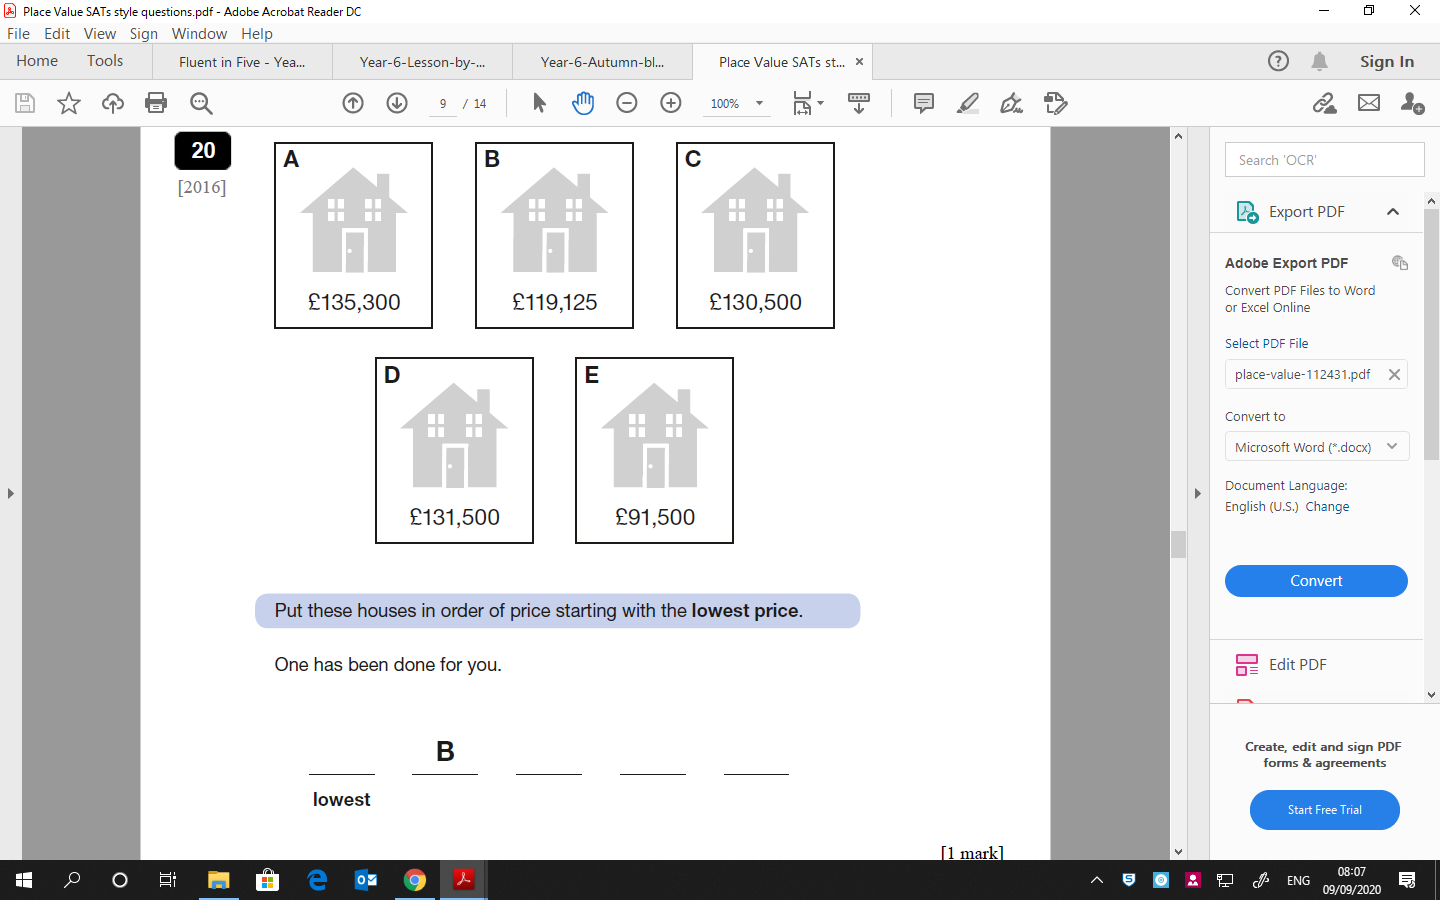 Place Value SATs style questions.pdf - Adobe Acrobat Reader DC
File Edit View Sign Window Help
Home Tools Fluent in Five - Yea... Year-6-Lesson-by-... Year-6-Autumn-bl... Place Value SATs st... × Sign In
9 / 14 100%
20
[2016]
A B C
£135,300 £119,125 £130,500
D E
£131,500 £91,500
Put these houses in order of price starting with the lowest price.
One has been done for you.
B
lowest
[1 mark]
Search 'OCR'
Export PDF
Adobe Export PDF
Convert PDF Files to Word
or Excel Online
Select PDF File
place-value-112431.pdf
Convert to
Microsoft Word (*.docx)
Document Language:
English (U.S.) Change
Convert
Edit PDF
Create, edit and sign PDF
forms & agreements
Start Free Trial
ENG
08:07
09/09/2020